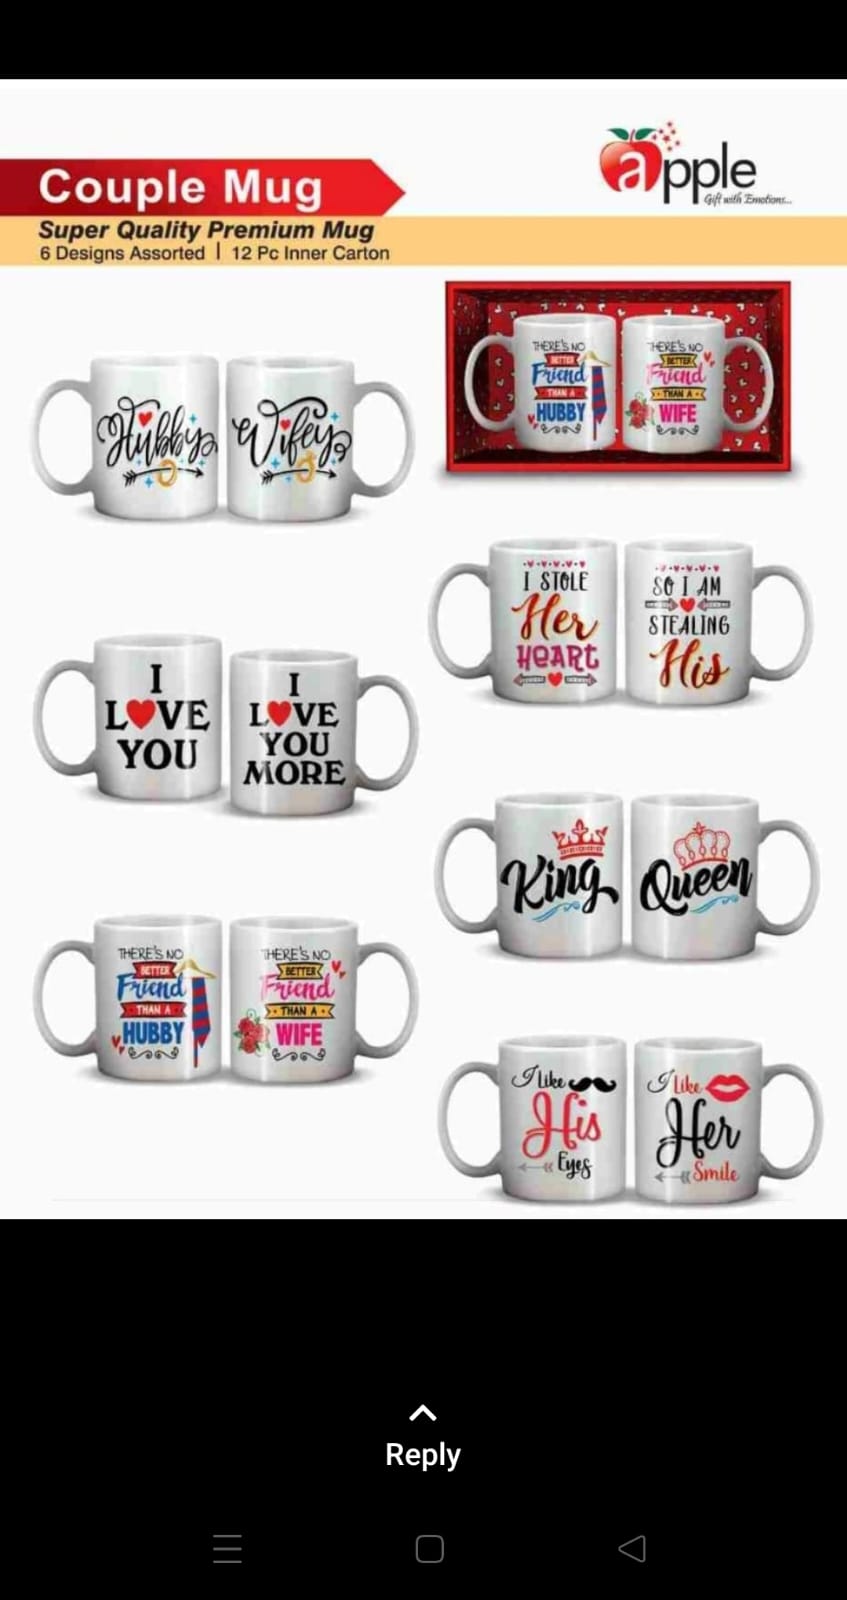 Couple Mug
apple
Gift with Emotions...
Super Quality Premium Mug
6 Designs Assorted | 12 Pc Inner Carton
Hubby
Wifey
THERE'S NO
BETTER
Friend
THAN A
HUBBY
THERE'S NO
BETTER
Friend
THAN A
WIFE
I STOLE
Her
HEART
SO I AM
STEALING
His
I
LOVE
YOU
I
LOVE
YOU
MORE
King
Queen
THERE'S NO
BETTER
Friend
THAN A
HUBBY
THERE'S NO
BETTER
Friend
THAN A
WIFE
I Like
His
Eyes
I Like
Her
Smile
Reply